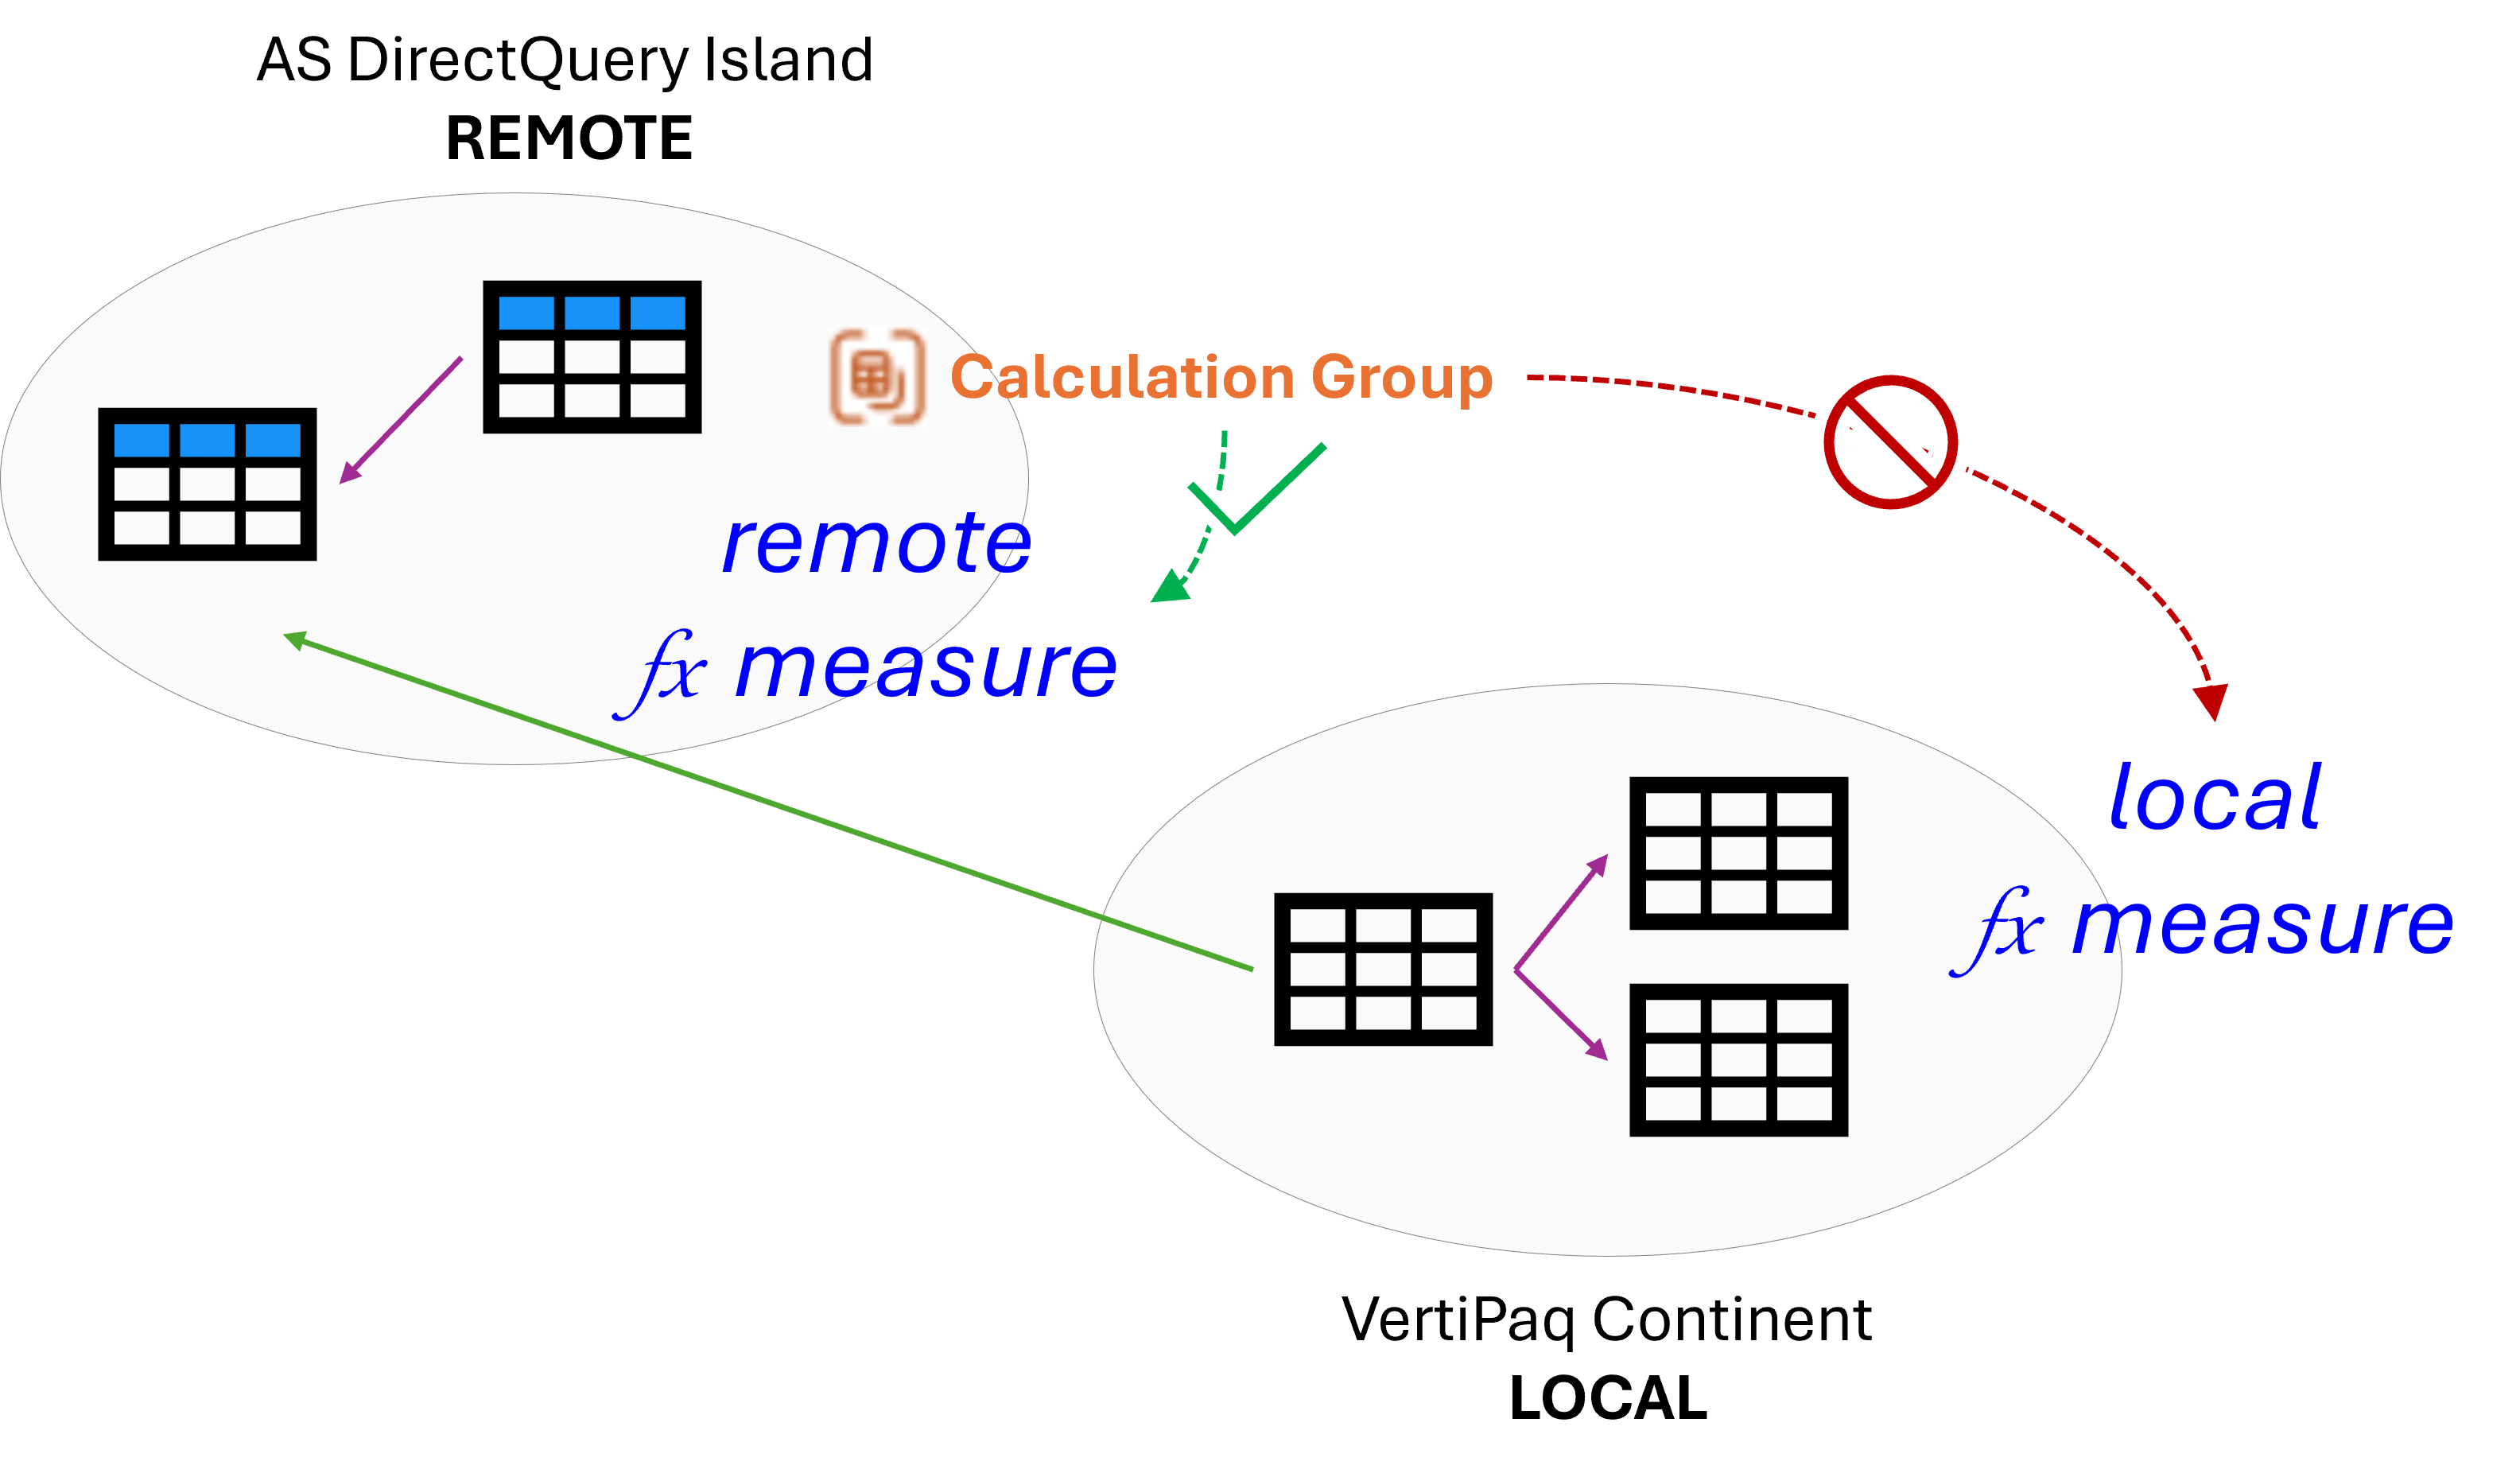 AS DirectQuery Island
REMOTE
Calculation Group
remote
fx measure
local
fx measure
VertiPaq Continent
LOCAL